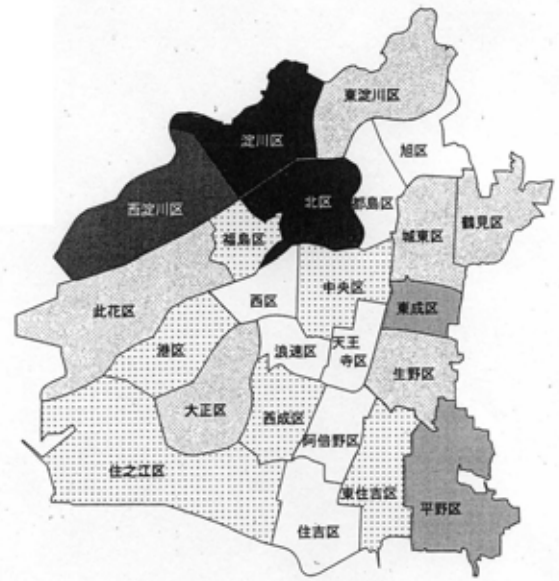 東淀川区
淀川区
旭区
西淀川区
北区
都島区
鶴見区
福島区
城東区
此花区
西区
中央区
東成区
港区
浪速区
天王
寺区
生野区
大正区
西成区
阿倍野区
住之江区
東住吉区
平野区
住吉区